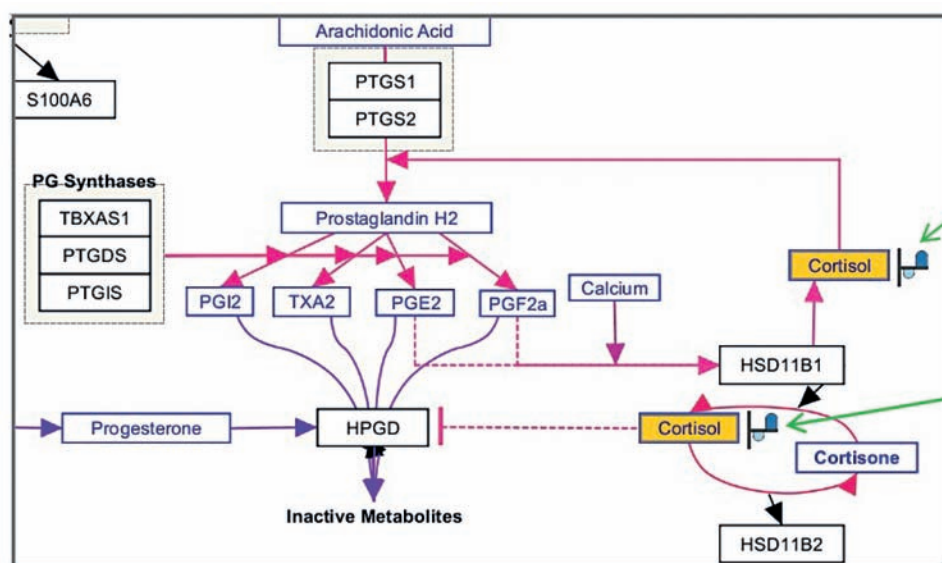 Arachidonic Acid
PTGS1
S100A6
PTGS2
PG Synthases
TBXAS1
PTGDS
PTGIS
Prostaglandin H2
Cortisol
PGI2
TXA2
PGE2
PGF2a
Calcium
HSD11B1
Progesterone
HPGD
Cortisol
Cortisone
Inactive Metabolites
HSD11B2